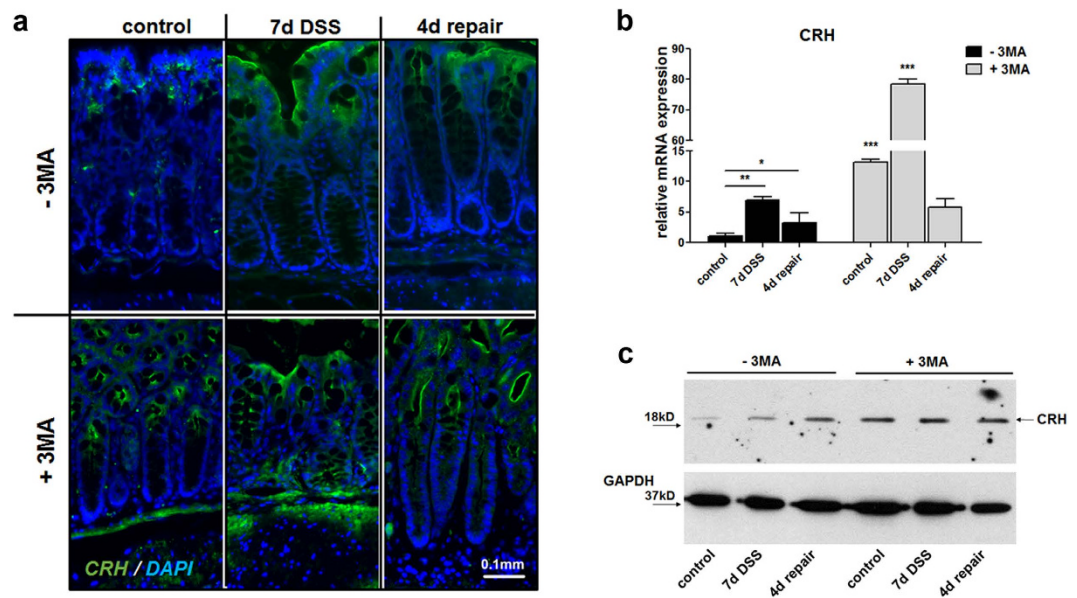 a
control
7d DSS
4d repair
- 3MA
+ 3MA
CRH / DAPI
0.1mm
b
CRH
- 3MA
+ 3MA
relative mRNA expression
90
80
70
60
15
10
5
0
*
**
***
***
control
7d DSS
4d repair
control
7d DSS
4d repair
c
- 3MA
+ 3MA
18kD
CRH
GAPDH
37kD
control
7d DSS
4d repair
control
7d DSS
4d repair